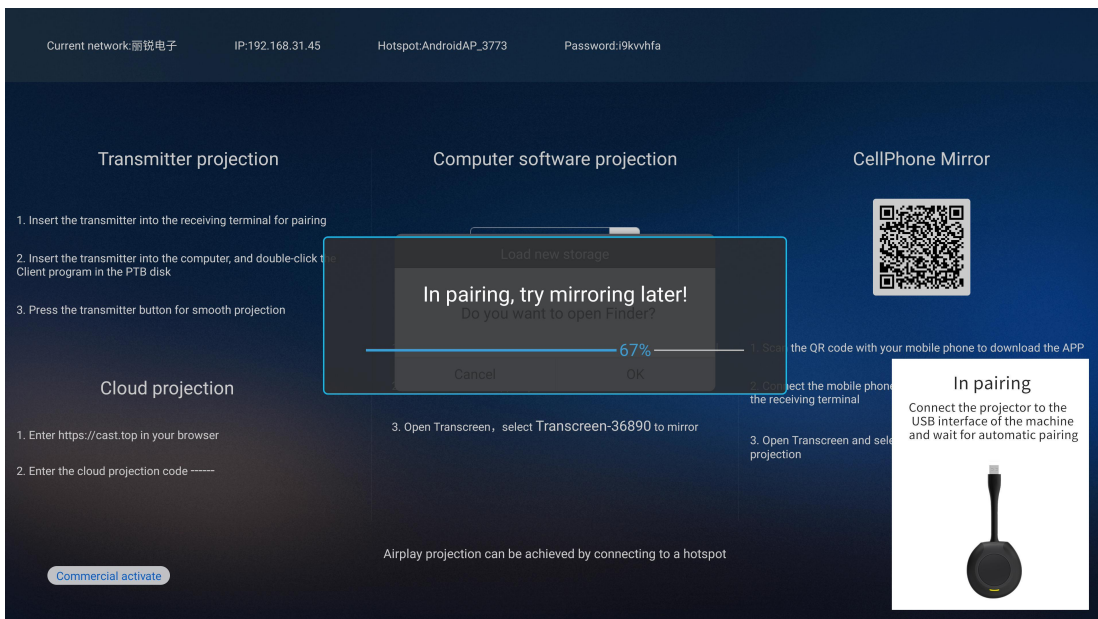 Current network:丽锐电子 IP:192.168.31.45 Hotspot:AndroidAP_3773 Password:i9kvvhfa
Transmitter projection
1. Insert the transmitter into the receiving terminal for pairing
2. Insert the transmitter into the computer, and double-click the
Client program in the PTB disk
3. Press the transmitter button for smooth projection
Cloud projection
1. Enter https://cast.top in your browser
2. Enter the cloud projection code ------
Commercial activate
Computer software projection
Load new storage
In pairing, try mirroring later!
Do you want to open Finder?
67%
Cancel OK
3. Open Transcreen, select Transcreen-36890 to mirror
Airplay projection can be achieved by connecting to a hotspot
CellPhone Mirror
1. Scan the QR code with your mobile phone to download the APP
2. Connect the mobile phone
the receiving terminal
3. Open Transcreen and sele
projection
In pairing
Connect the projector to the
USB interface of the machine
and wait for automatic pairing